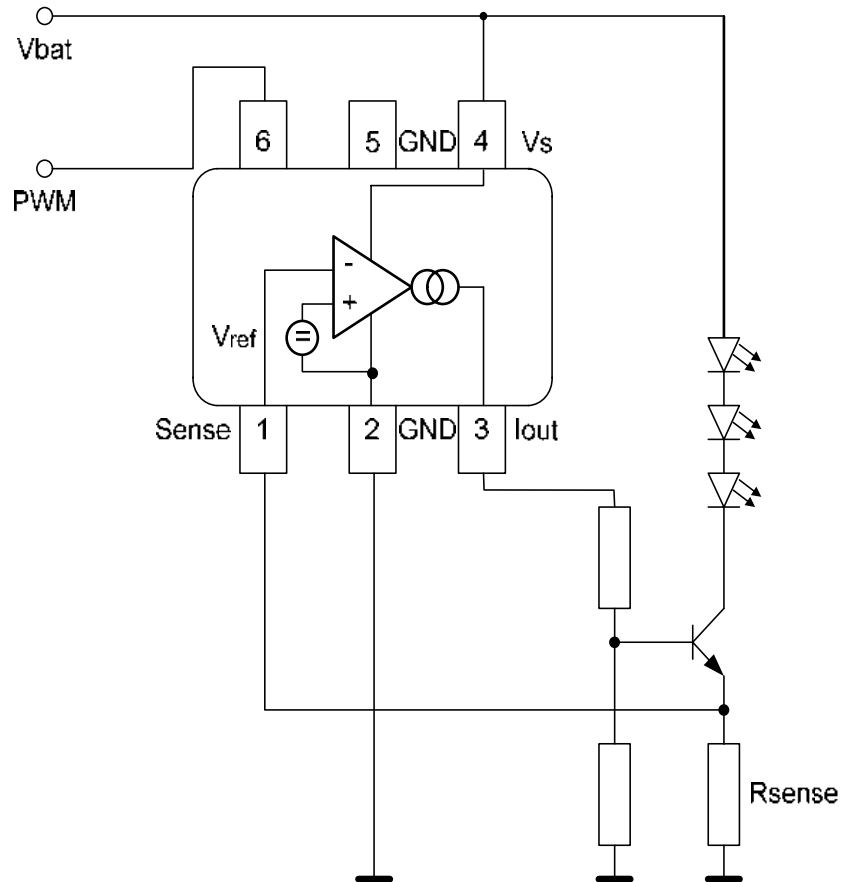 Vbat
PWM
6
5 GND 4 Vs
-
+
Vref
=
Sense 1
2 GND 3 Iout
Rsense